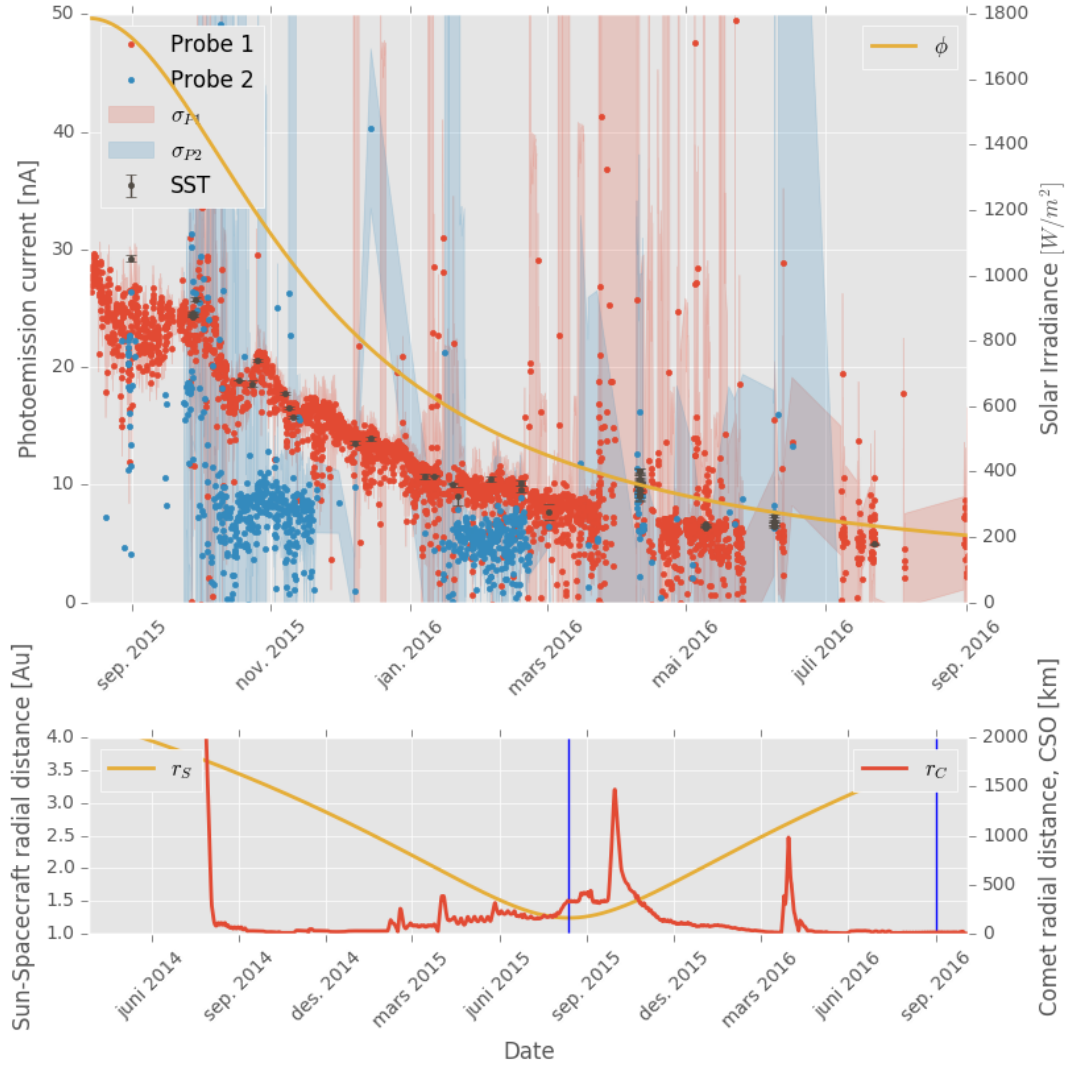 50
40
30
20
10
0
Photoemission current [nA]
Probe 1
Probe 2
σ_P1
σ_P2
SST
ϕ
1800
1600
1400
1200
1000
800
600
400
200
0
Solar Irradiance [W/m²]
sep. 2015
nov. 2015
jan. 2016
mars 2016
mai 2016
juli 2016
sep. 2016
4.0
3.5
3.0
2.5
2.0
1.5
1.0
Sun-Spacecraft radial distance [Au]
r_S
r_C
2000
1500
1000
500
0
Comet radial distance, CSO [km]
juni 2014
sep. 2014
des. 2014
mars 2015
juni 2015
sep. 2015
des. 2015
mars 2016
juni 2016
sep. 2016
Date